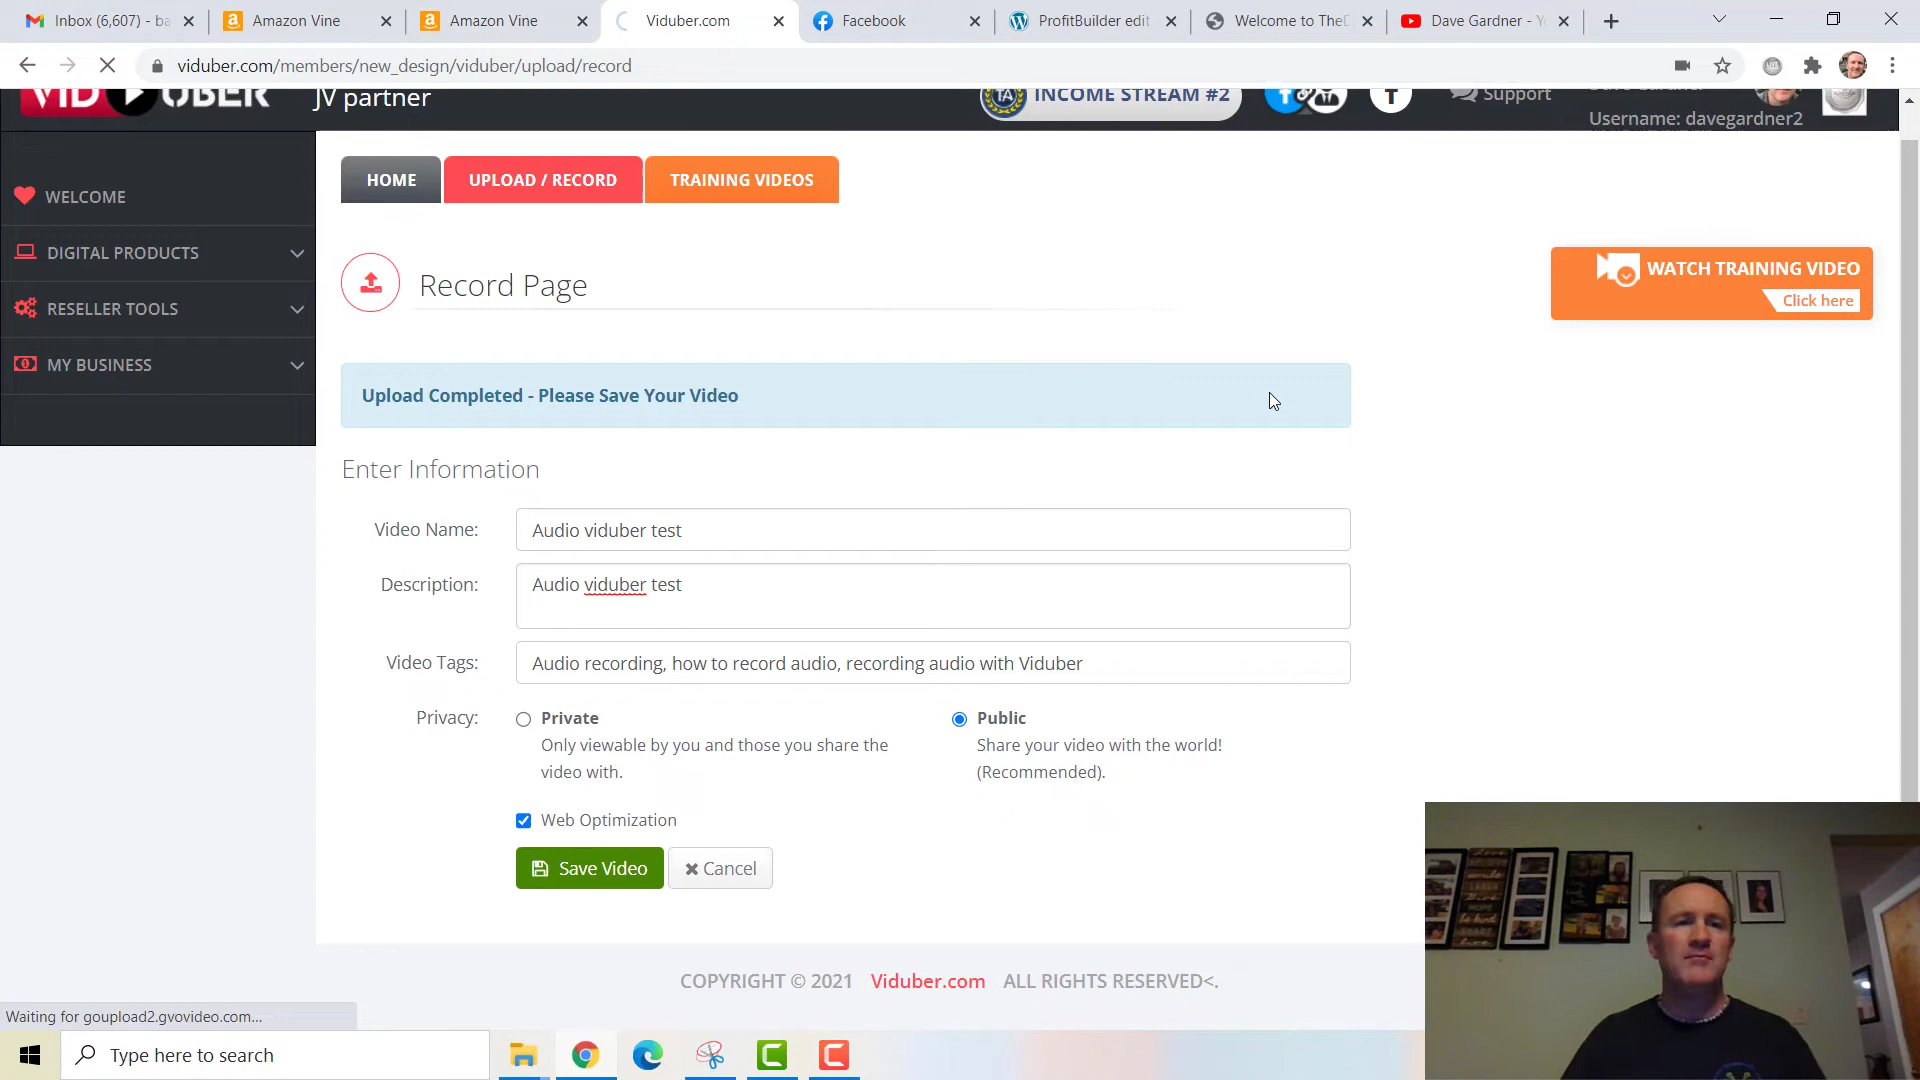 Inbox (6,607) - ba
Amazon Vine
Amazon Vine
Viduber.com
Facebook
ProfitBuilder edit
Welcome to TheD
Dave Gardner - Y
viduber.com/members/new_design/viduber/upload/record
VID UBER
JV partner
TA
INCOME STREAM #2
Support
Username: davegardner2
WELCOME
DIGITAL PRODUCTS
RESELLER TOOLS
MY BUSINESS
HOME
UPLOAD / RECORD
TRAINING VIDEOS
Record Page
WATCH TRAINING VIDEO
Click here
Upload Completed - Please Save Your Video
Enter Information
Video Name:
Audio viduber test
Description:
Audio viduber test
Video Tags:
Audio recording, how to record audio, recording audio with Viduber
Privacy:
Private
Only viewable by you and those you share the
video with.
Public
Share your video with the world!
(Recommended).
Web Optimization
Save Video
Cancel
COPYRIGHT © 2021 Viduber.com ALL RIGHTS RESERVED<.
Waiting for goupload2.gvovideo.com...
Type here to search